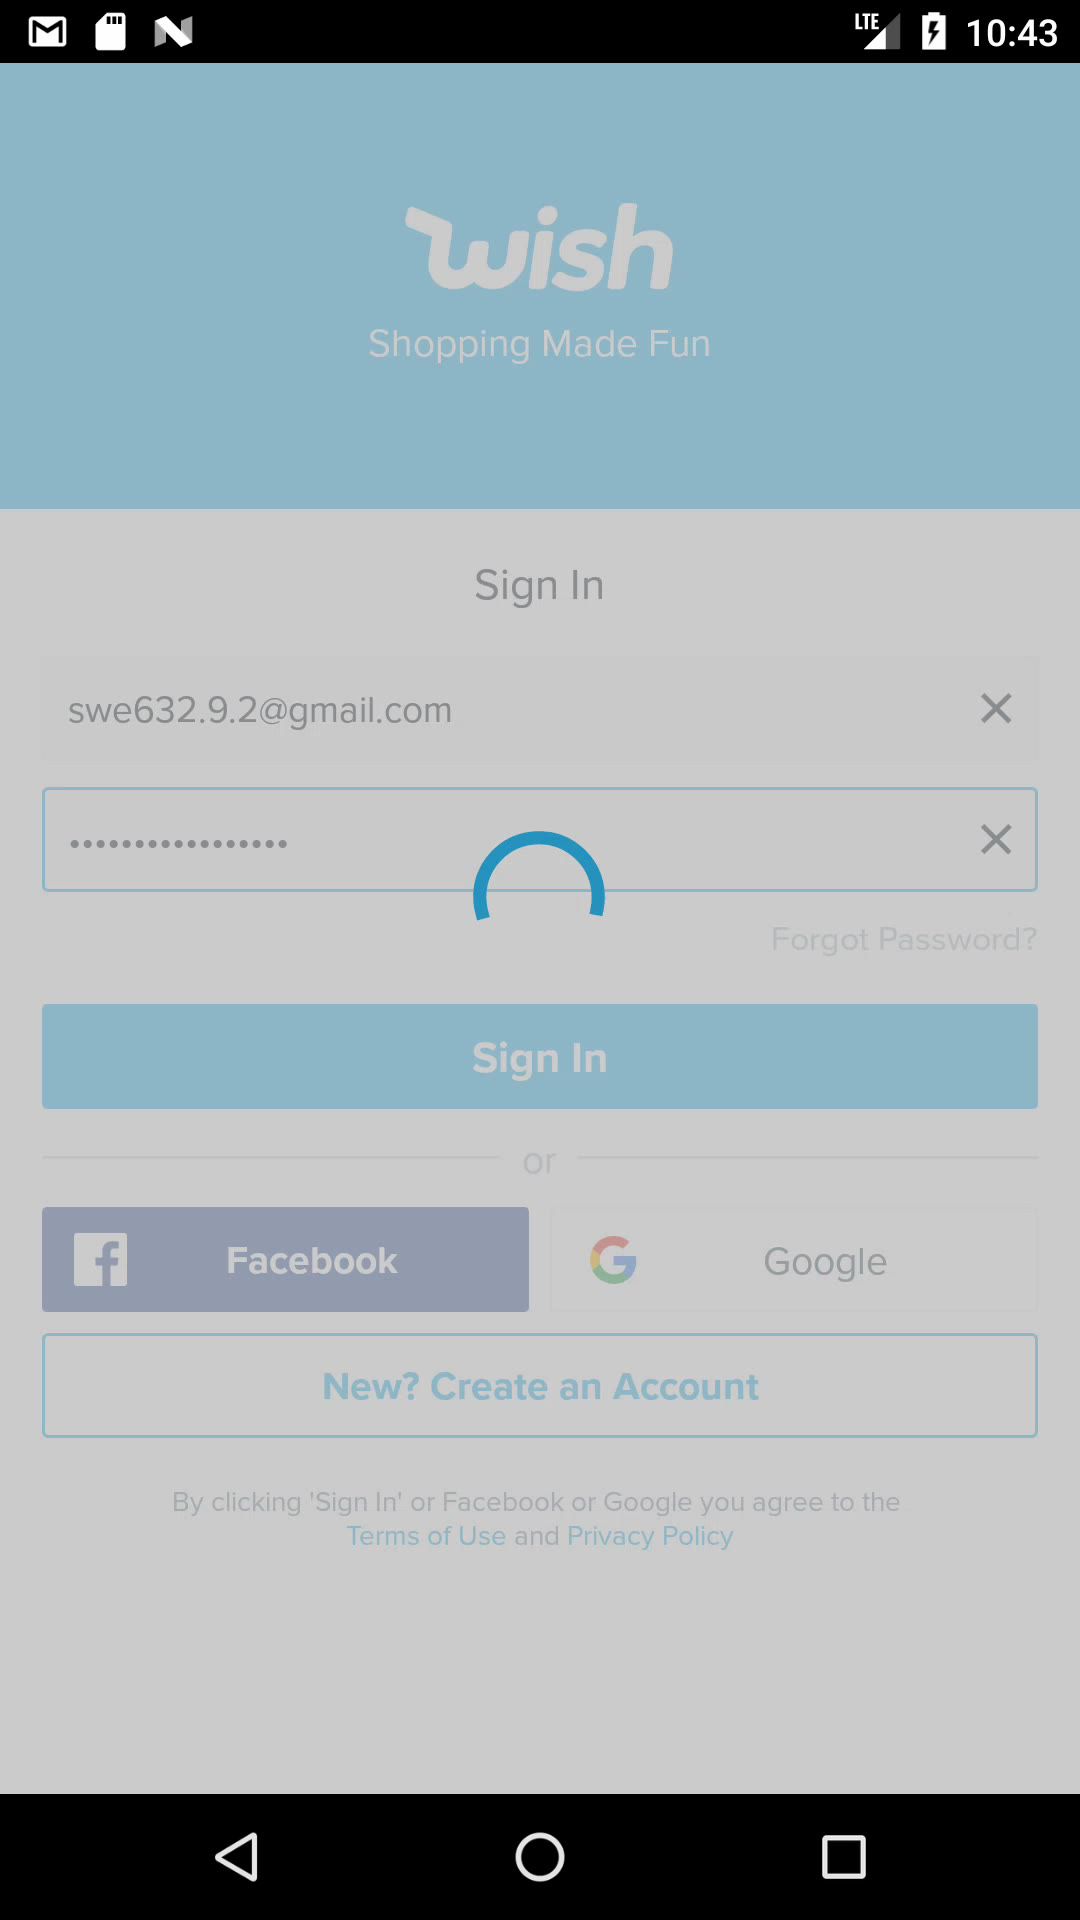 LTE 10:43
wish
Shopping Made Fun
Sign In
swe632.9.2@gmail.com
•••••••••••••••••
Forgot Password?
Sign In
or
Facebook
Google
New? Create an Account
By clicking 'Sign In' or Facebook or Google you agree to the
Terms of Use and Privacy Policy